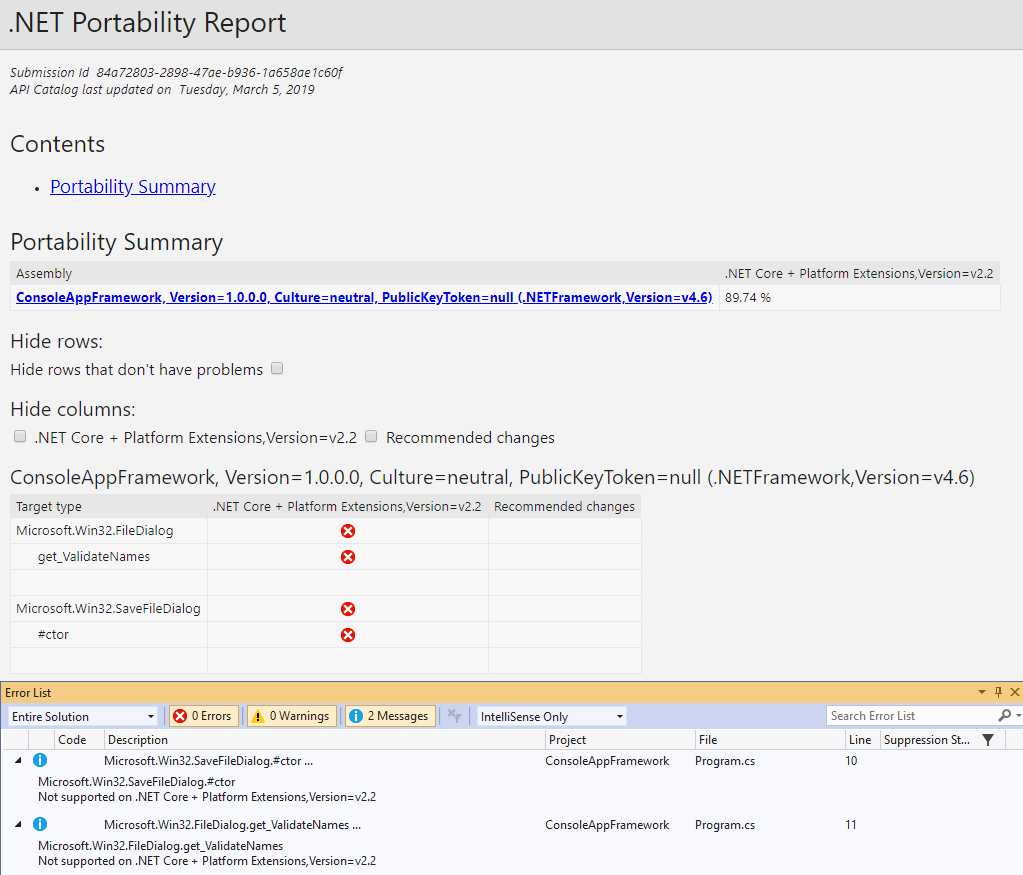 .NET Portability Report
Submission Id 84a72803-2898-47ae-b936-1a658ae1c60f
API Catalog last updated on Tuesday, March 5, 2019
Contents
• Portability Summary
Portability Summary
Assembly .NET Core + Platform Extensions,Version=v2.2
ConsoleAppFramework, Version=1.0.0.0, Culture=neutral, PublicKeyToken=null (.NETFramework,Version=v4.6) 89.74 %
Hide rows:
Hide rows that don't have problems
Hide columns:
.NET Core + Platform Extensions,Version=v2.2 Recommended changes
ConsoleAppFramework, Version=1.0.0.0, Culture=neutral, PublicKeyToken=null (.NETFramework,Version=v4.6)
Target type .NET Core + Platform Extensions,Version=v2.2 Recommended changes
Microsoft.Win32.FileDialog
get_ValidateNames
Microsoft.Win32.SaveFileDialog
#ctor
Error List
Entire Solution 0 Errors 0 Warnings 2 Messages IntelliSense Only Search Error List
Code Description Project File Line Suppression St...
Microsoft.Win32.SaveFileDialog.#ctor ... ConsoleAppFramework Program.cs 10
Microsoft.Win32.SaveFileDialog.#ctor
Not supported on .NET Core + Platform Extensions,Version=v2.2
Microsoft.Win32.FileDialog.get_ValidateNames ... ConsoleAppFramework Program.cs 11
Microsoft.Win32.FileDialog.get_ValidateNames
Not supported on .NET Core + Platform Extensions,Version=v2.2